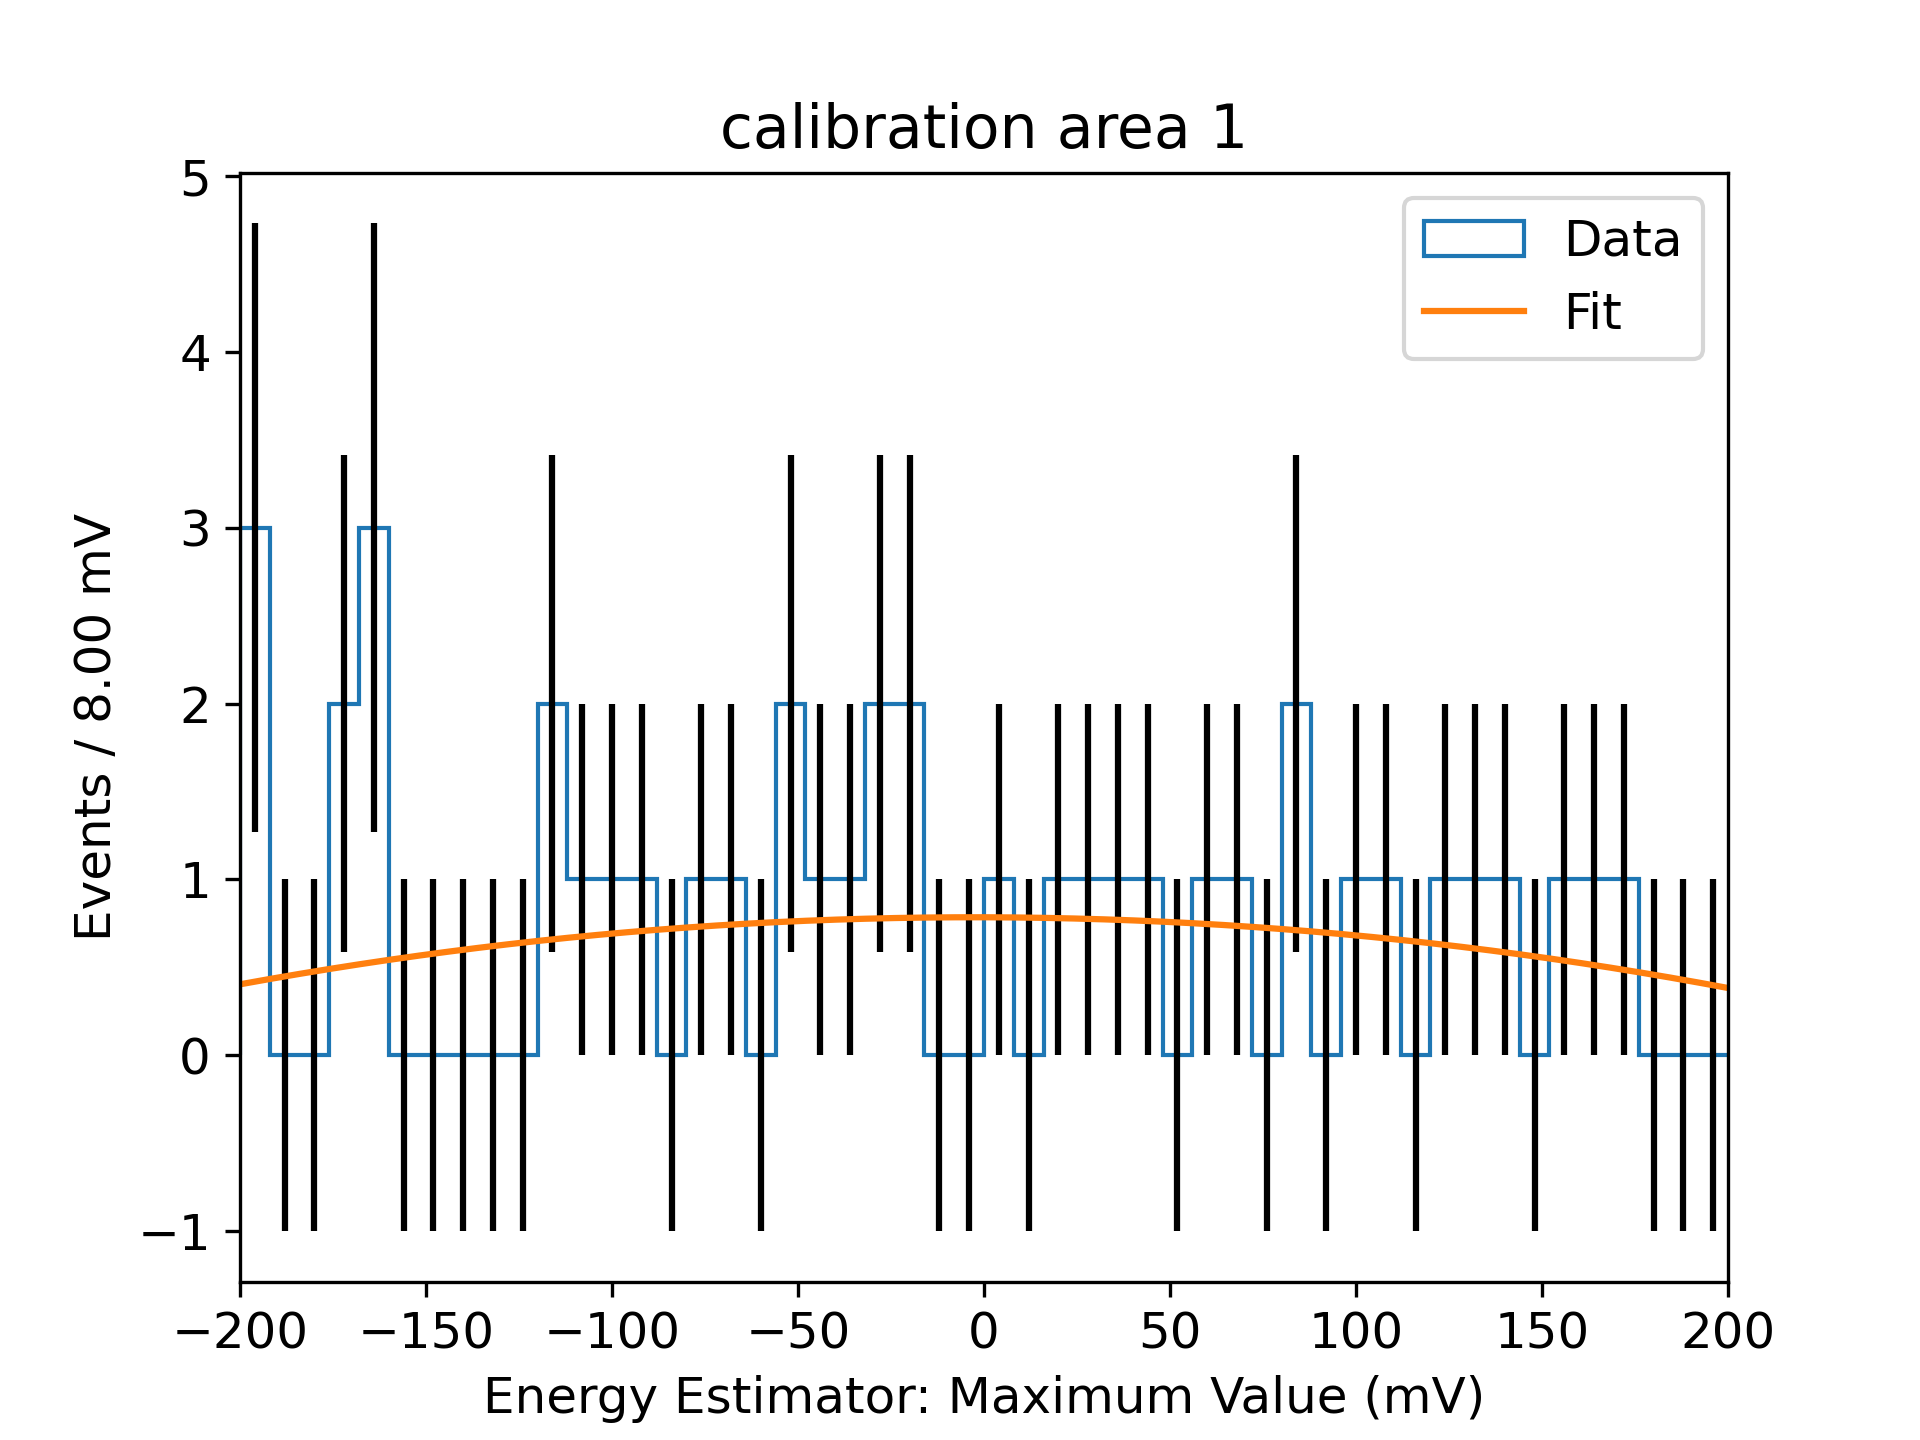 calibration area 1
Data
Fit
5
4
3
2
1
0
−1
Events / 8.00 mV
−200 −150 −100 −50 0 50 100 150 200
Energy Estimator: Maximum Value (mV)